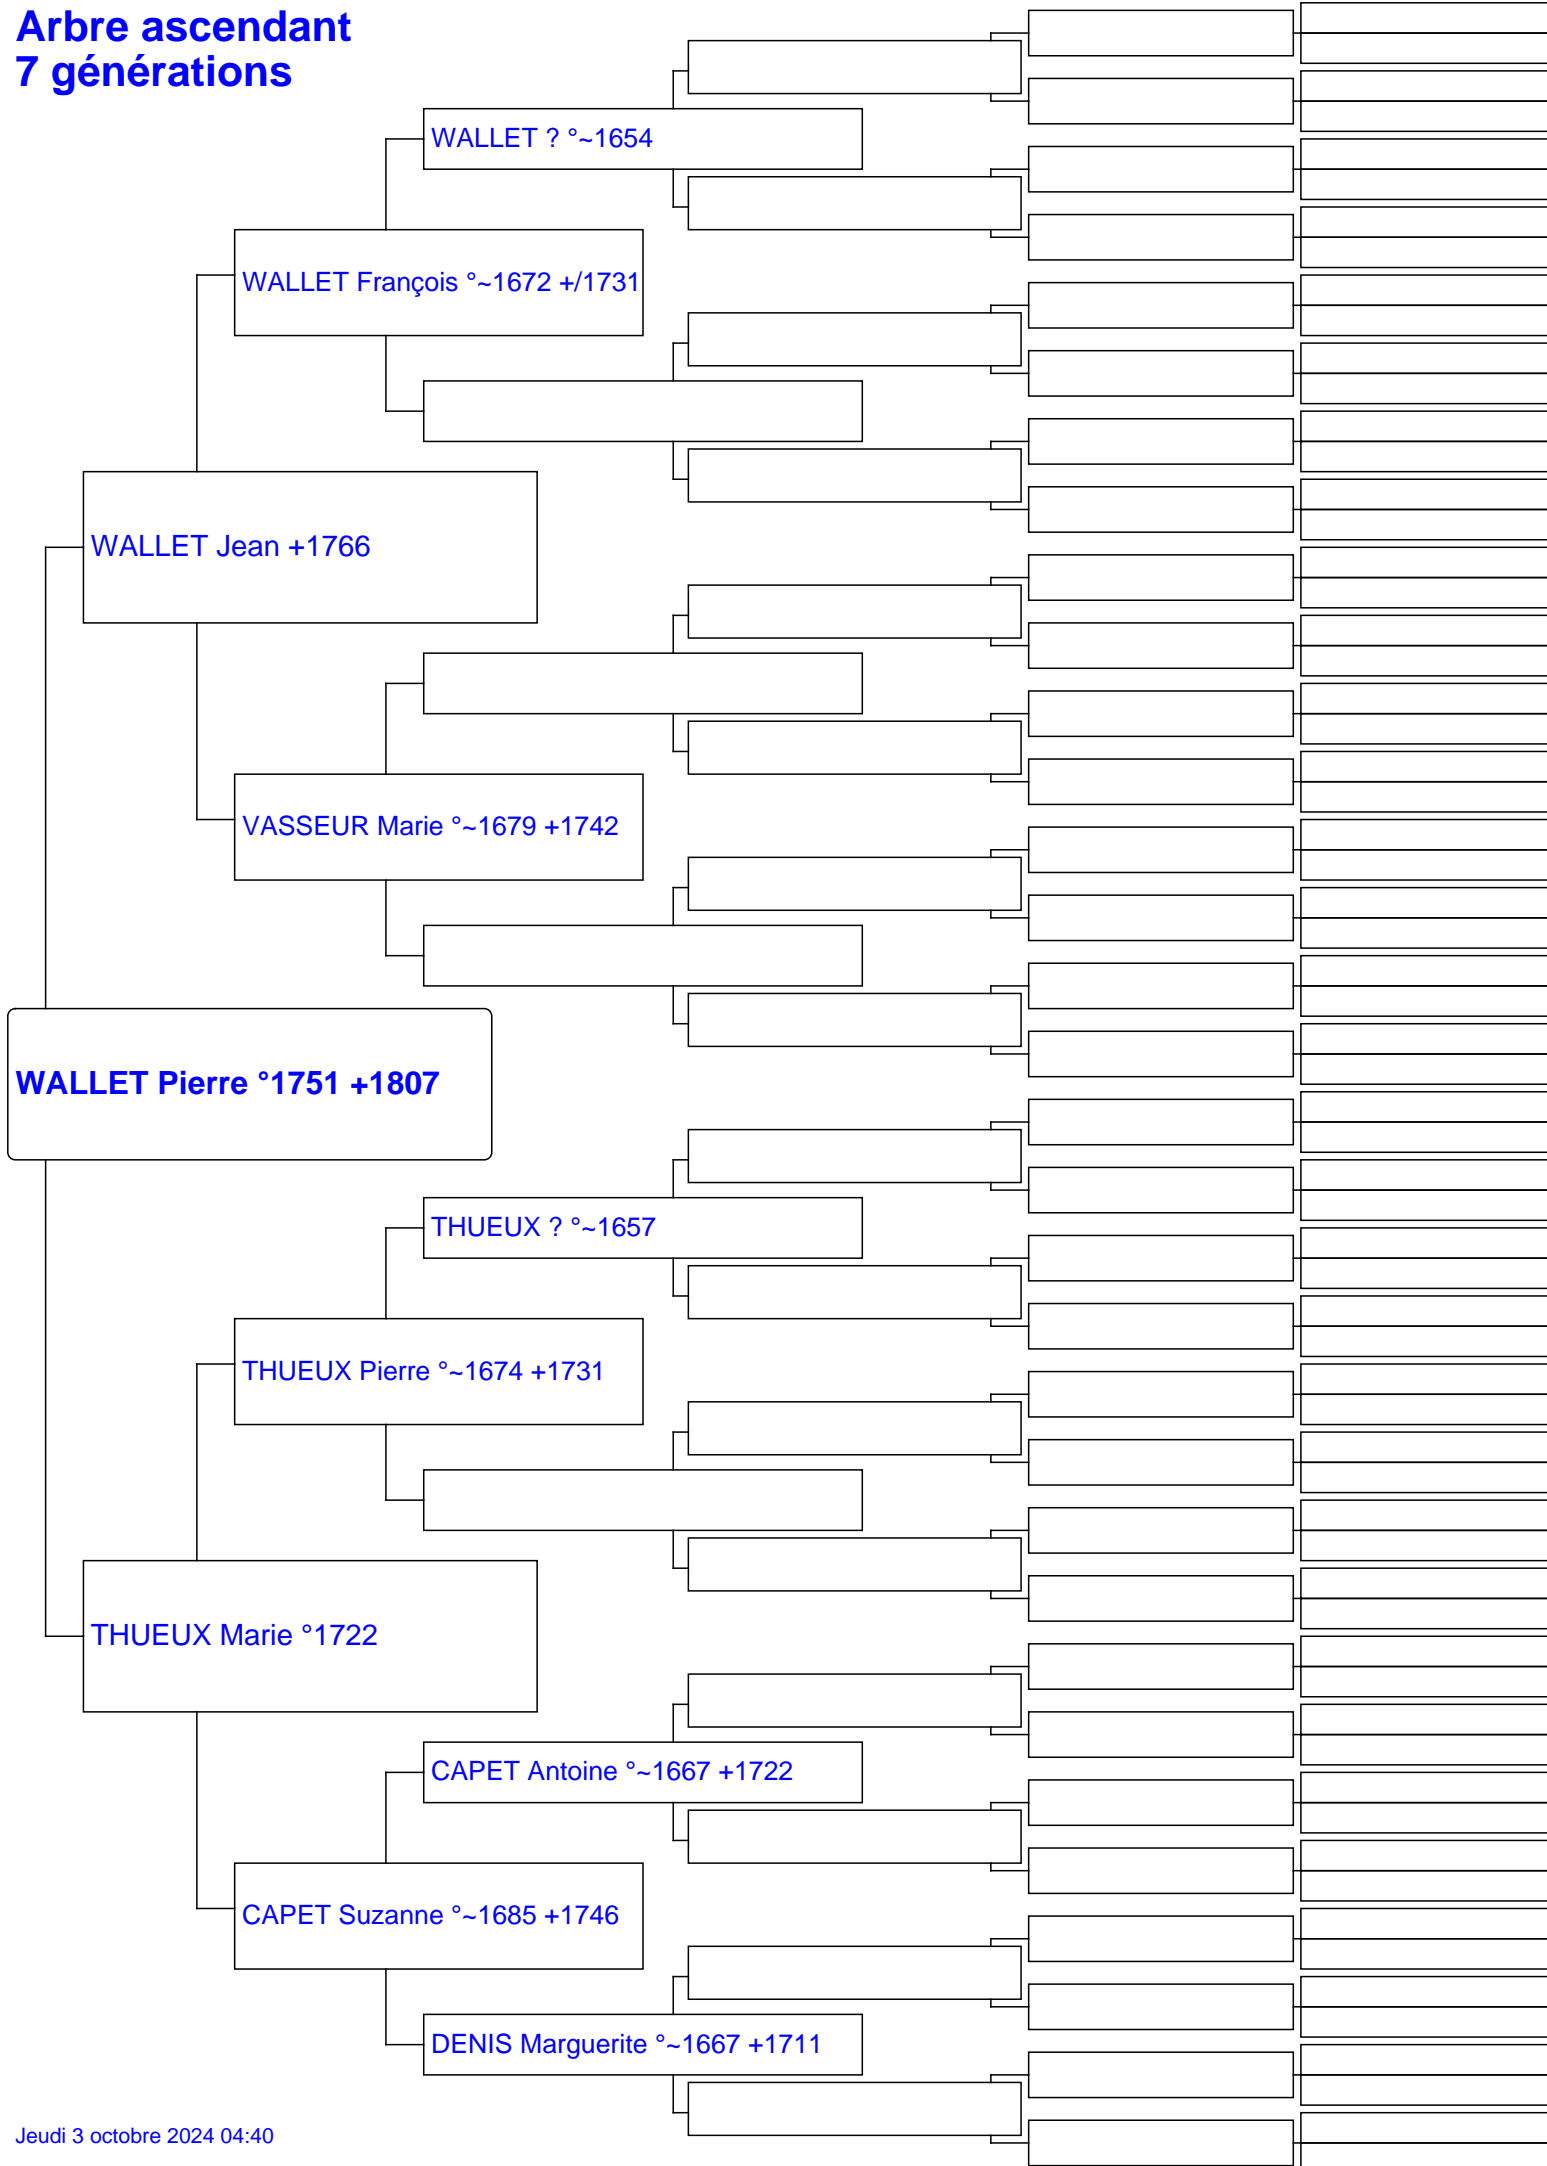 Arbre ascendant
7 générations
WALLET ? °~1654
WALLET François °~1672 +/1731
WALLET Jean +1766
VASSEUR Marie °~1679 +1742
WALLET Pierre °1751 +1807
THUEUX ? °~1657
THUEUX Pierre °~1674 +1731
THUEUX Marie °1722
CAPET Antoine °~1667 +1722
CAPET Suzanne °~1685 +1746
DENIS Marguerite °~1667 +1711
Jeudi 3 octobre 2024 04:40